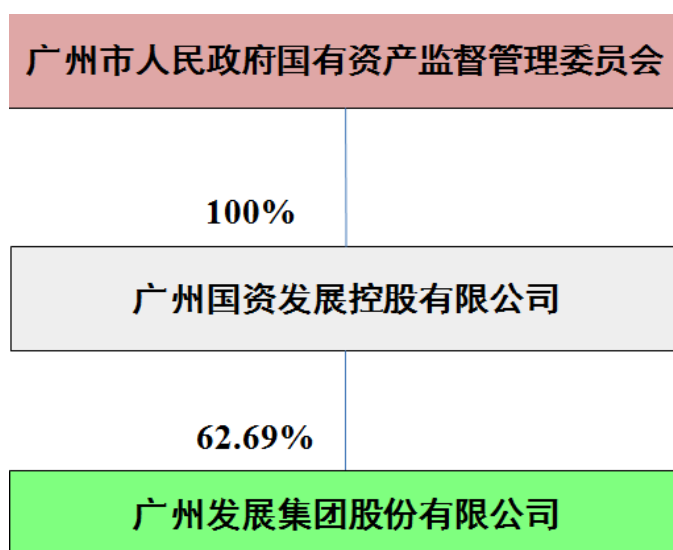 广州市人民政府国有资产监督管理委员会
100%
广州国资发展控股有限公司
62.69%
广州发展集团股份有限公司